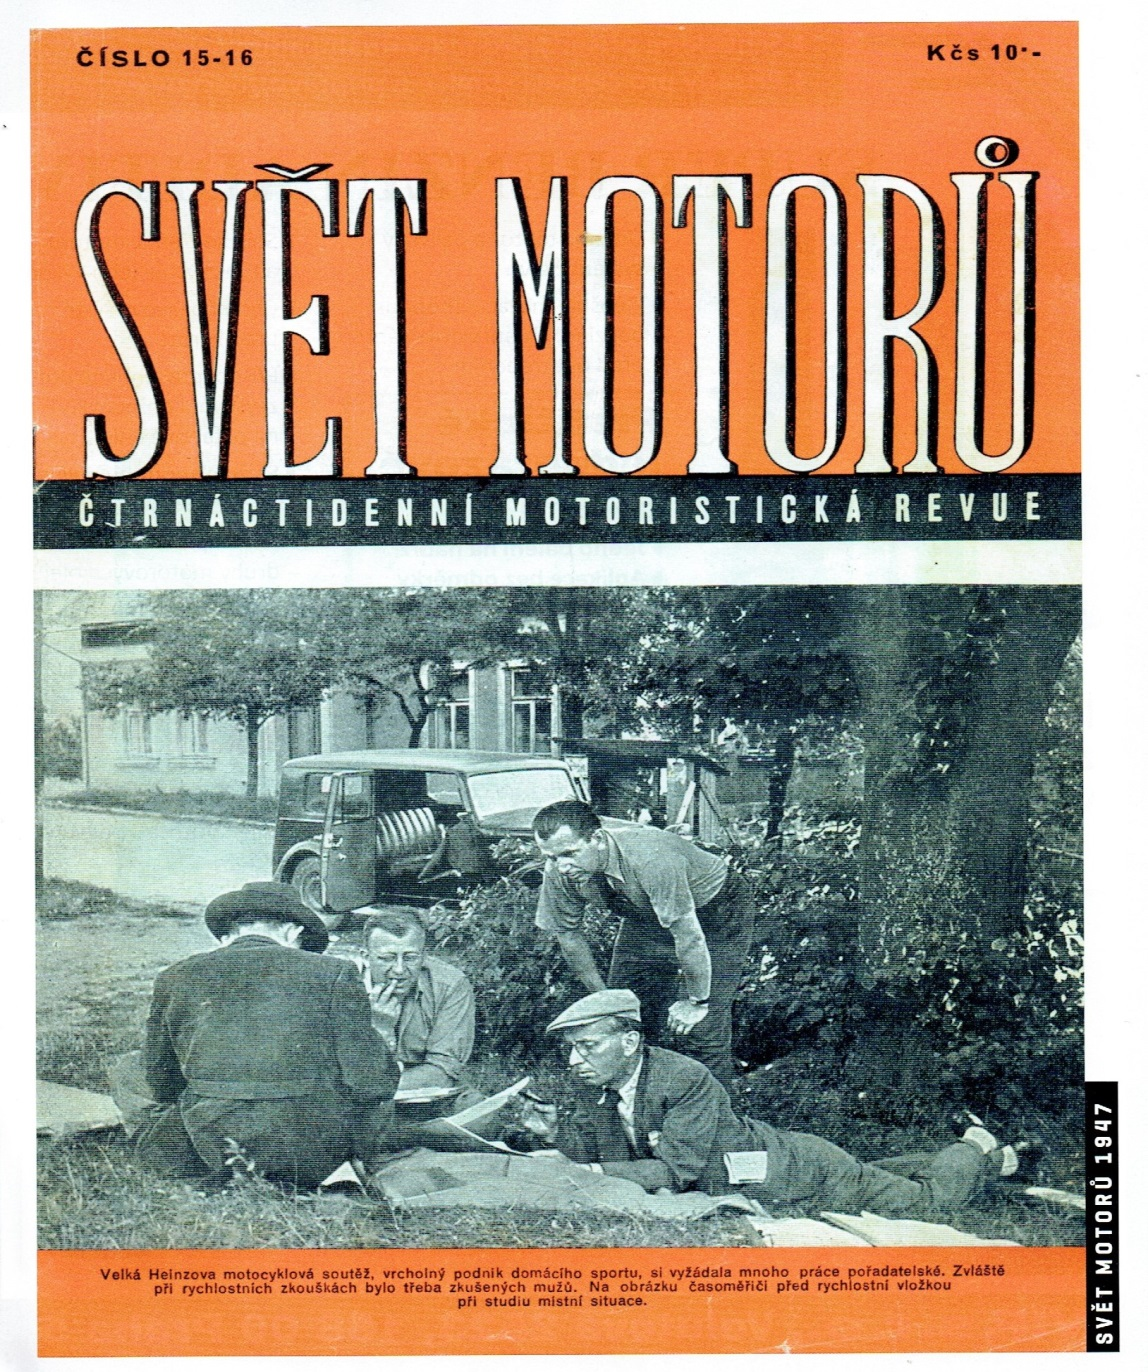 ČÍSLO 15-16
Kčs 10·-
SVĚT MOTORŮ
ČTRNÁCTIDENNÍ MOTORISTICKÁ REVUE
Velká Heinzova motocyklová soutěž, vrcholný podnik domácího sportu, si vyžádala mnoho práce pořadatelské. Zvláště
při rychlostních zkouškách bylo třeba zkušených mužů. Na obrázku časoměřiči před rychlostní vložkou
při studiu místní situace.
SVĚT MOTORŮ 1947